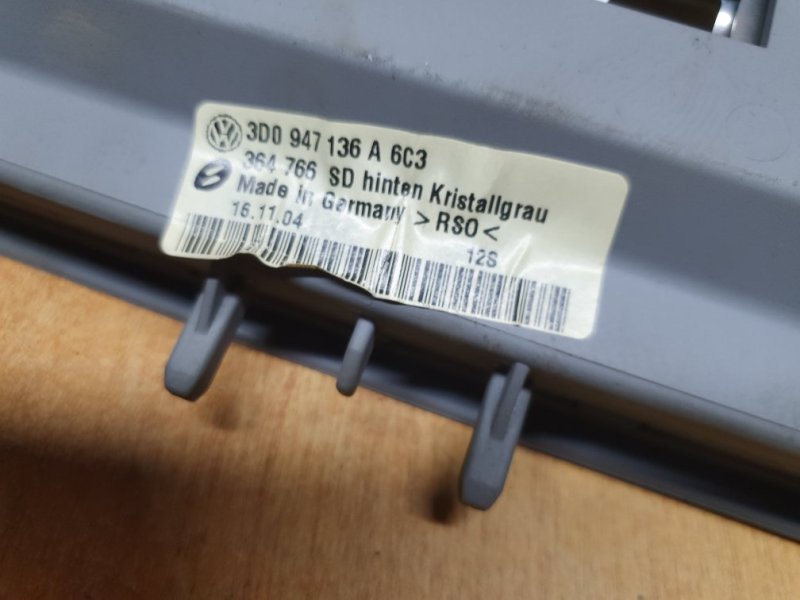 3D0 947 136 A 6C3
364 766 SD hinten Kristallgrau
Made in Germany >RSO<
16.11.04
12S